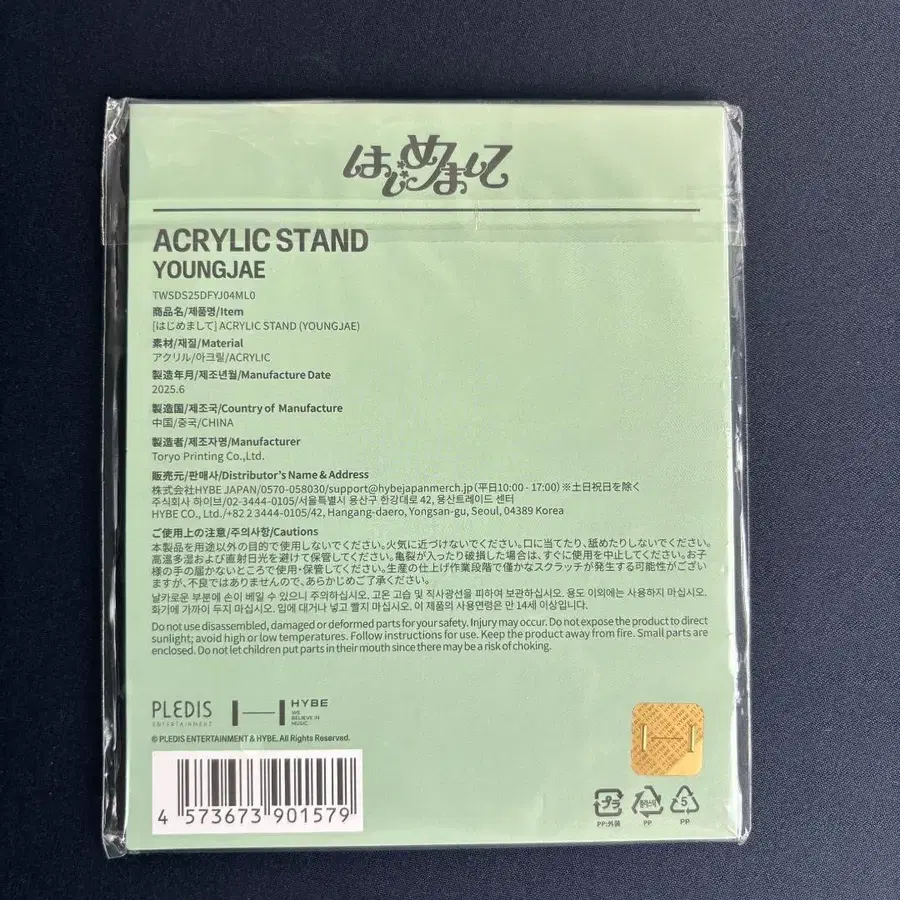 はじめまして
ACRYLIC STAND
YOUNGJAE
TWSDS25DFYJ04ML0
商品名/제품명/Item
[はじめまして] ACRYLIC STAND (YOUNGJAE)
素材/재질/Material
アクリル/아크릴/ACRYLIC
製造年月/제조년월/Manufacture Date
2025.6
製造国/제조국/Country of Manufacture
中国/중국/CHINA
製造者/제조자명/Manufacturer
Toryo Printing Co.,Ltd.
販売元/판매사/Distributor's Name & Address
株式会社HYBE JAPAN/0570-058030/support@hybejapanmerch.jp（平日10:00 - 17:00）※土日祝日を除く
주식회사 하이브/02-3444-0105/서울특별시 용산구 한강대로 42, 용산트레이드 센터
HYBE CO., Ltd./+82 2 3444-0105/42, Hangang-daero, Yongsan-gu, Seoul, 04389 Korea
ご使用上の注意/주의사항/Cautions
本製品を用途以外の目的で使用しないでください。火気に近づけないでください。口に当てたり、舐めたりしないでください。
高温多湿および直射日光を避けて保管してください。亀裂が入ったり破損した場合は、すぐに使用を中止してください。お子
様の手の届かないところで使用・保管してください。生産の仕上げ作業段階で僅かなスクラッチが発生する可能性がござい
ますが、不良ではありませんので、あらかじめご了承ください。
날카로운 부분에 손이 베일 수 있으니 주의하십시오. 고온 고습 및 직사광선을 피하여 보관하십시오. 용도 이외에는 사용하지 마십시오.
화기에 가까이 두지 마십시오. 입에 대거나 넣고 빨지 마십시오. 이 제품의 사용연령은 만 14세 이상입니다.
Do not use disassembled, damaged or deformed parts for your safety. Injury may occur. Do not expose the product to direct
sunlight; avoid high or low temperatures. Follow instructions for use. Keep the product away from fire. Small parts are
enclosed. Do not let children put parts in their mouth since there may be a risk of choking.
PLEDIS
ENTERTAINMENT
HYBE
WE
BELIEVE IN
MUSIC
© PLEDIS ENTERTAINMENT & HYBE. All Rights Reserved.
4 573673 901579
プラ
PP:外装
플라스틱
PP
5
PP